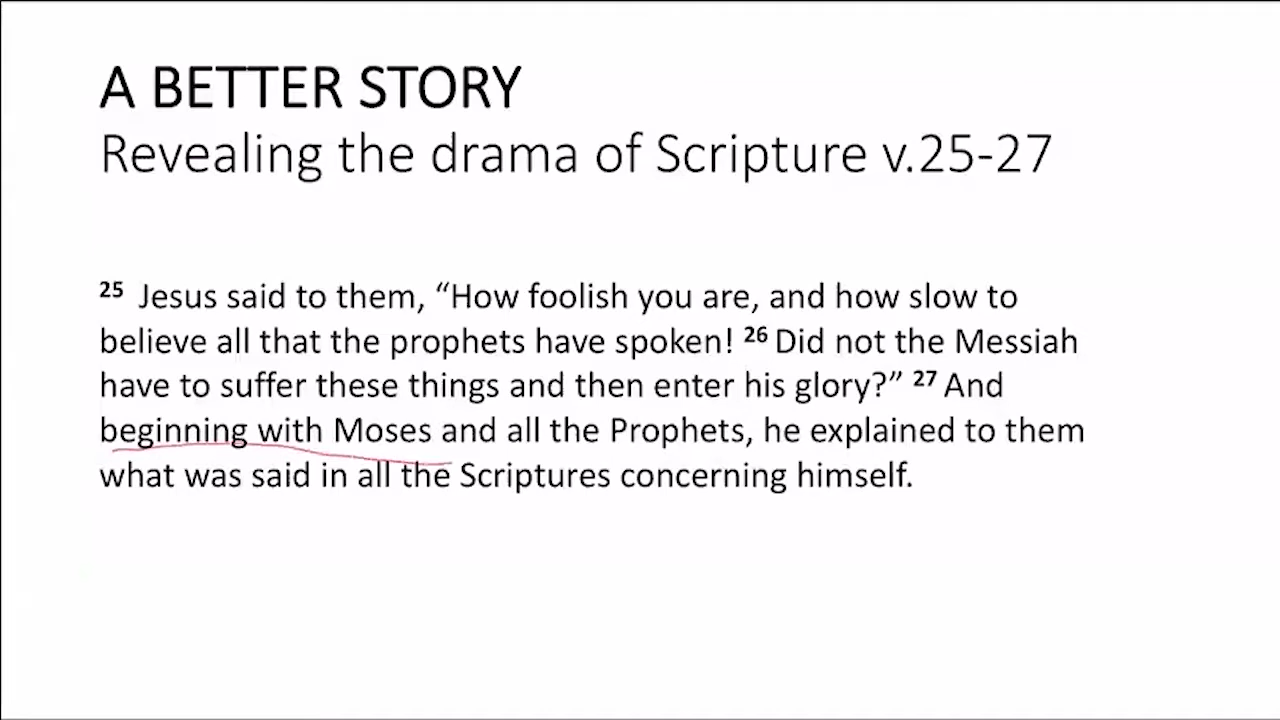 A BETTER STORY
Revealing the drama of Scripture v.25-27
25 Jesus said to them, “How foolish you are, and how slow to
believe all that the prophets have spoken! 26 Did not the Messiah
have to suffer these things and then enter his glory?” 27 And
beginning with Moses and all the Prophets, he explained to them
what was said in all the Scriptures concerning himself.